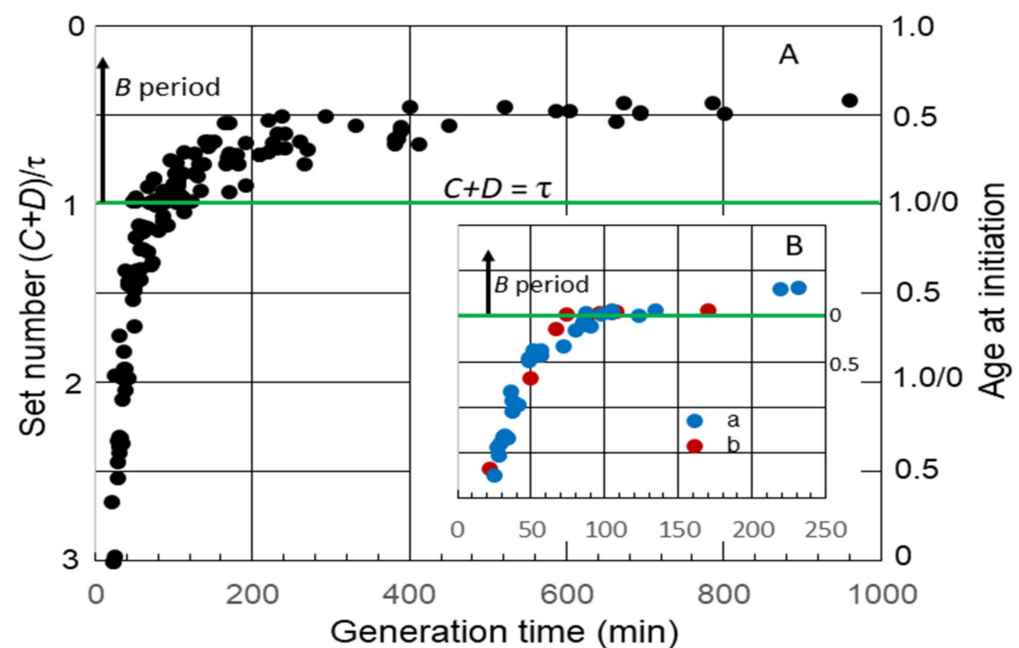 0
1.0
A
B period
0.5
C+D = τ
1
1.0/0
B
B period
0.5
0
0.5
2
1.0/0
a
b
0.5
0 50 100 150 200 250
3
0
0 200 400 600 800 1000
Generation time (min)
Set number (C+D)/τ
Age at initiation